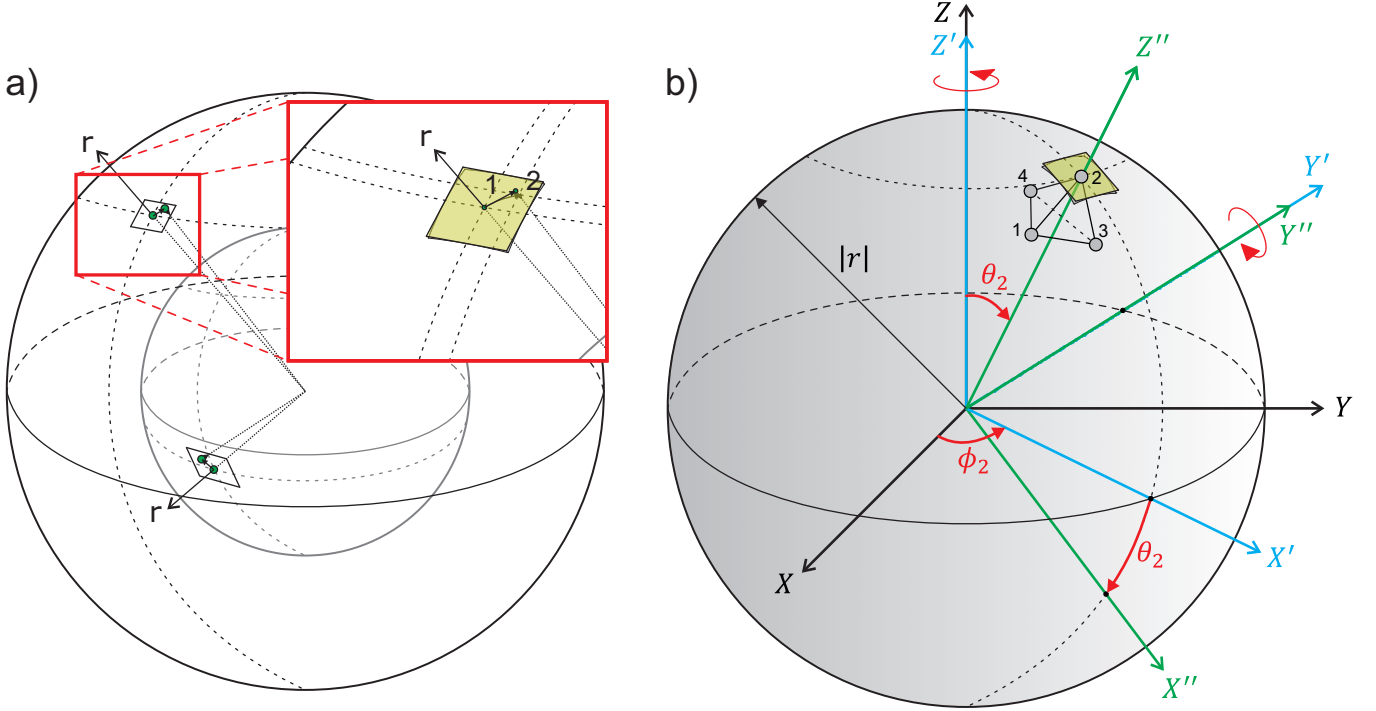 a)
r
r
1
2
r
b)
Z
Z'
Z''
Y'
Y''
4
2
1
3
|r|
θ₂
Y
ϕ₂
X
θ₂
X'
X''